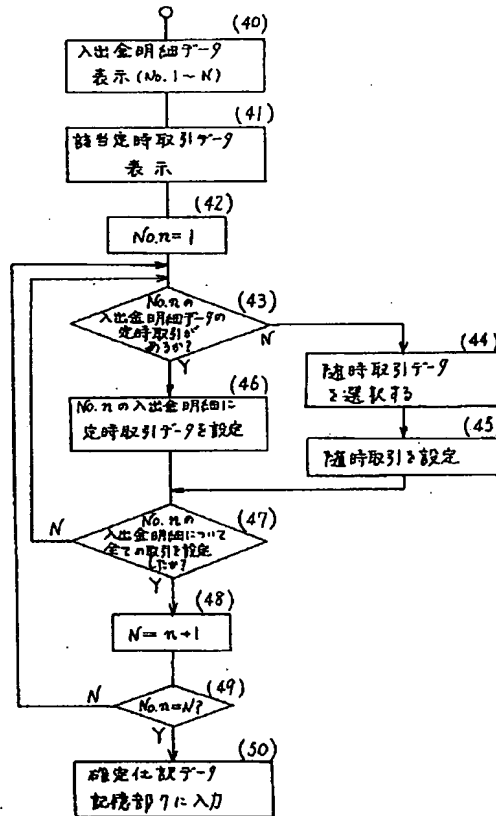 (40)
入出金明細データ
表示(No.1～N)
(41)
該当定時取引データ
表示
(42)
No.n=1
(43)
No.nの
入出金明細データの
定時取引が
あるか?
N
Y
(44)
随時取引データ
を選択する
(45)
随時取引を設定
(46)
No.nの入出金明細に
定時取引データを設定
(47)
No.nの
入出金明細について
全ての取引を設定
したか?
N
Y
(48)
N=n+1
(49)
No.n=N?
N
Y
(50)
確定仕訳データ
記憶部7に入力